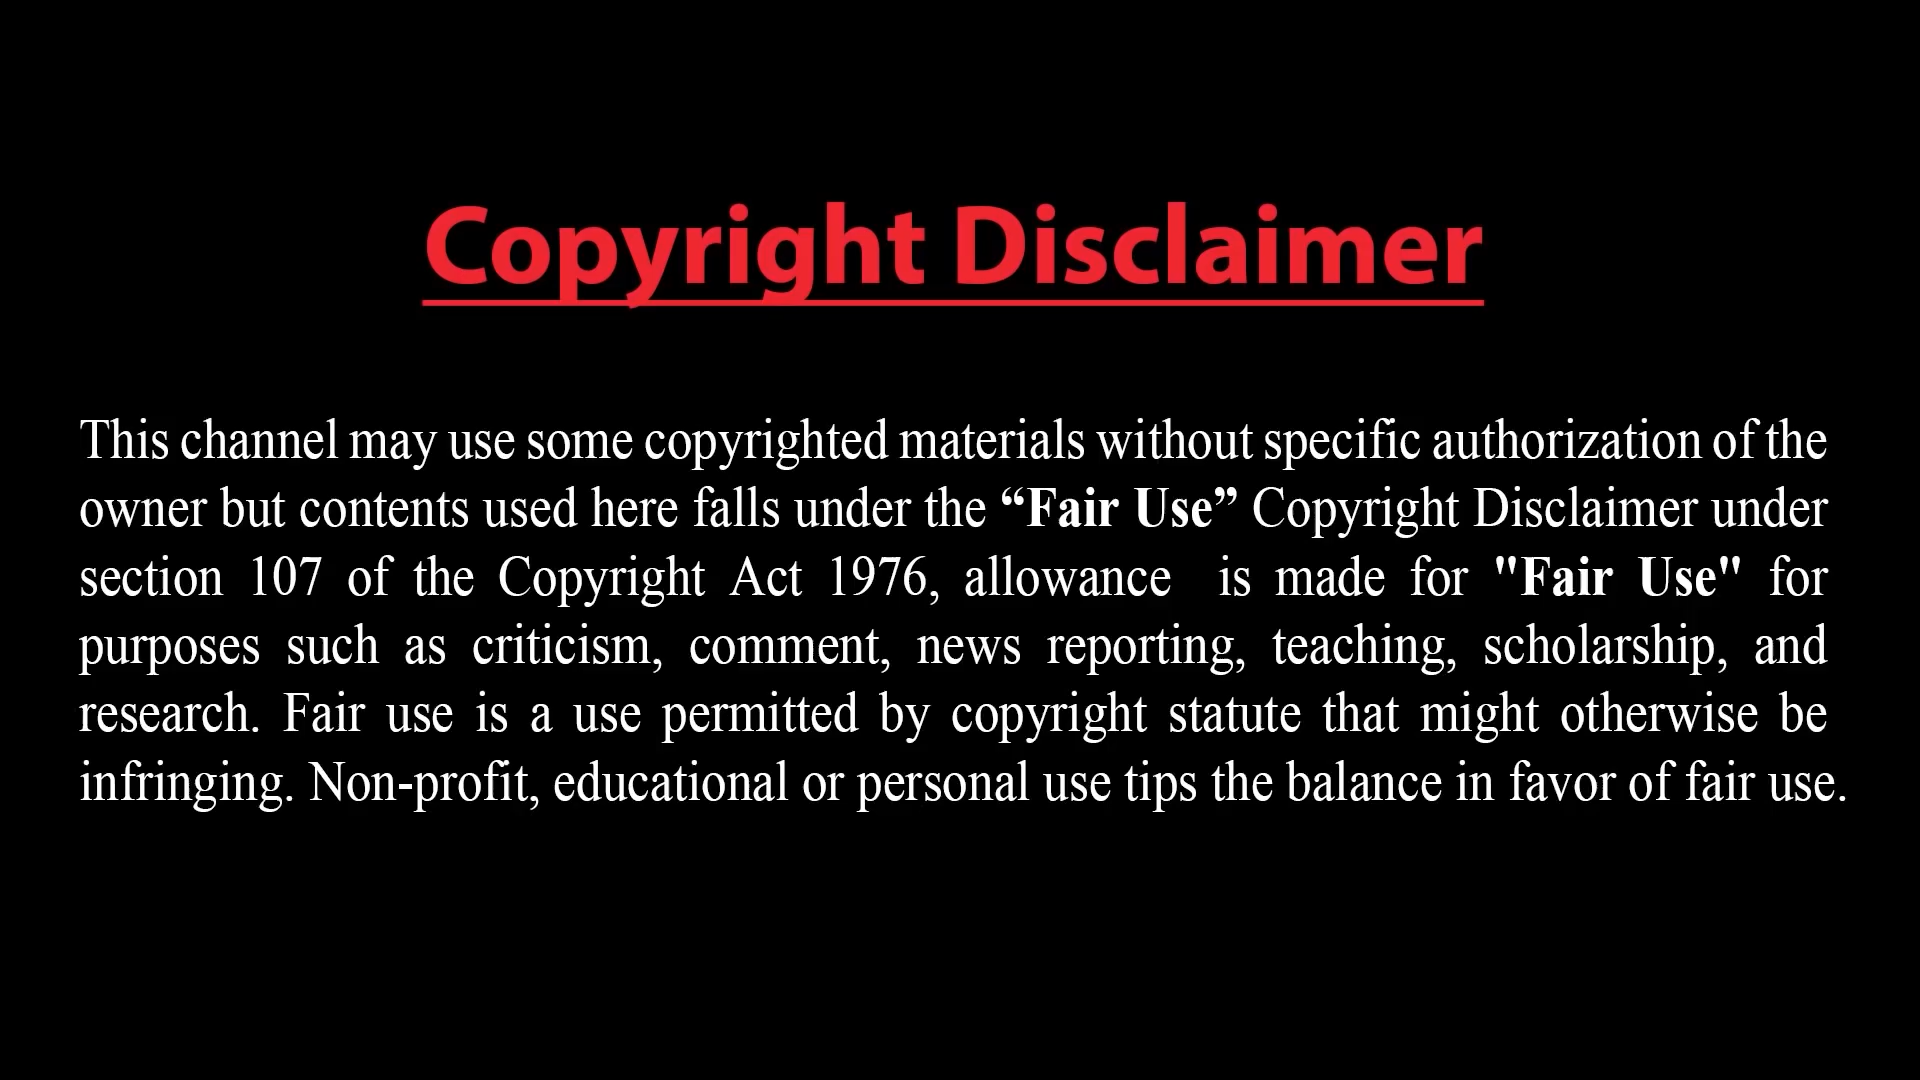 Copyright Disclaimer
This channel may use some copyrighted materials without specific authorization of the
owner but contents used here falls under the “Fair Use” Copyright Disclaimer under
section 107 of the Copyright Act 1976, allowance is made for "Fair Use" for
purposes such as criticism, comment, news reporting, teaching, scholarship, and
research. Fair use is a use permitted by copyright statute that might otherwise be
infringing. Non-profit, educational or personal use tips the balance in favor of fair use.